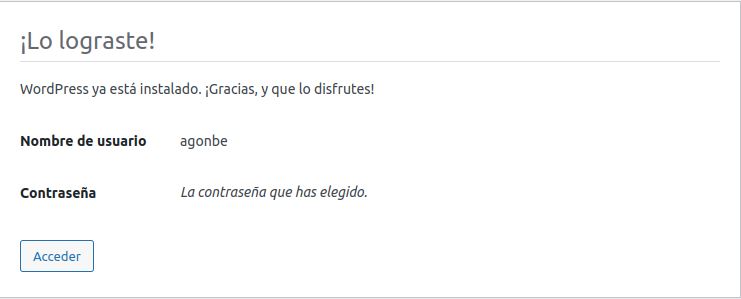 ¡Lo lograste!
WordPress ya está instalado. ¡Gracias, y que lo disfrutes!
Nombre de usuario agonbe
Contraseña La contraseña que has elegido.
Acceder